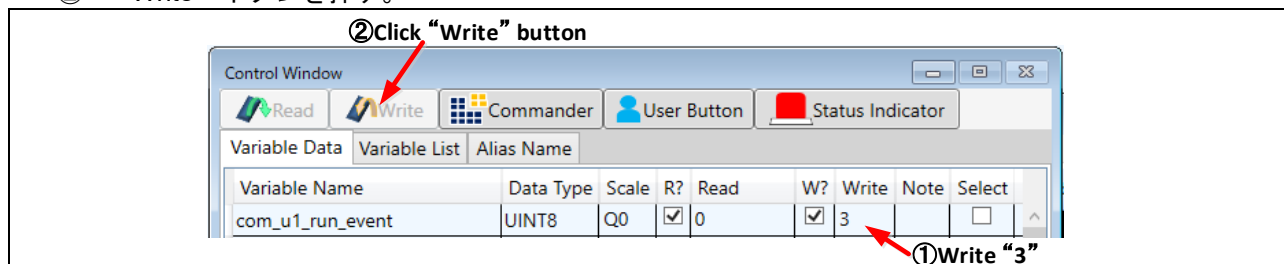 ②Click “Write” button
Control Window
Read Write Commander User Button Status Indicator
Variable Data Variable List Alias Name
Variable Name Data Type Scale R? Read W? Write Note Select
com_u1_run_event UINT8 Q0 0 3
①Write “3”